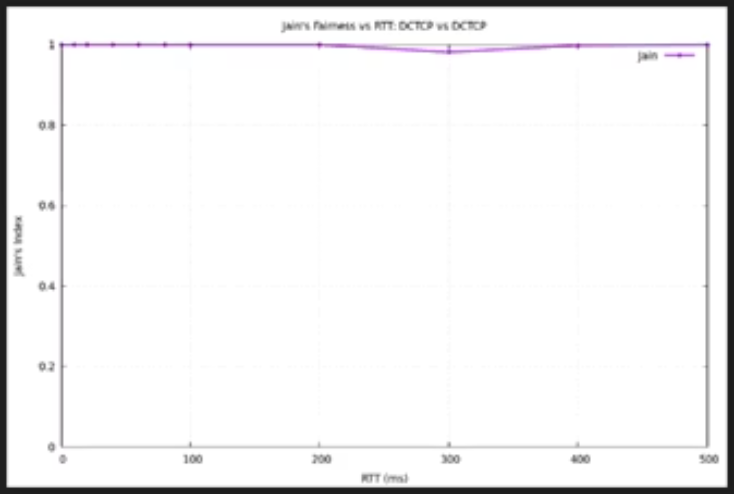 Jain's Fairness vs RTT: DCTCP vs DCTCP
Jain
1
0.8
0.6
0.4
0.2
0
Jain's Index
0 100 200 300 400 500
RTT (ms)